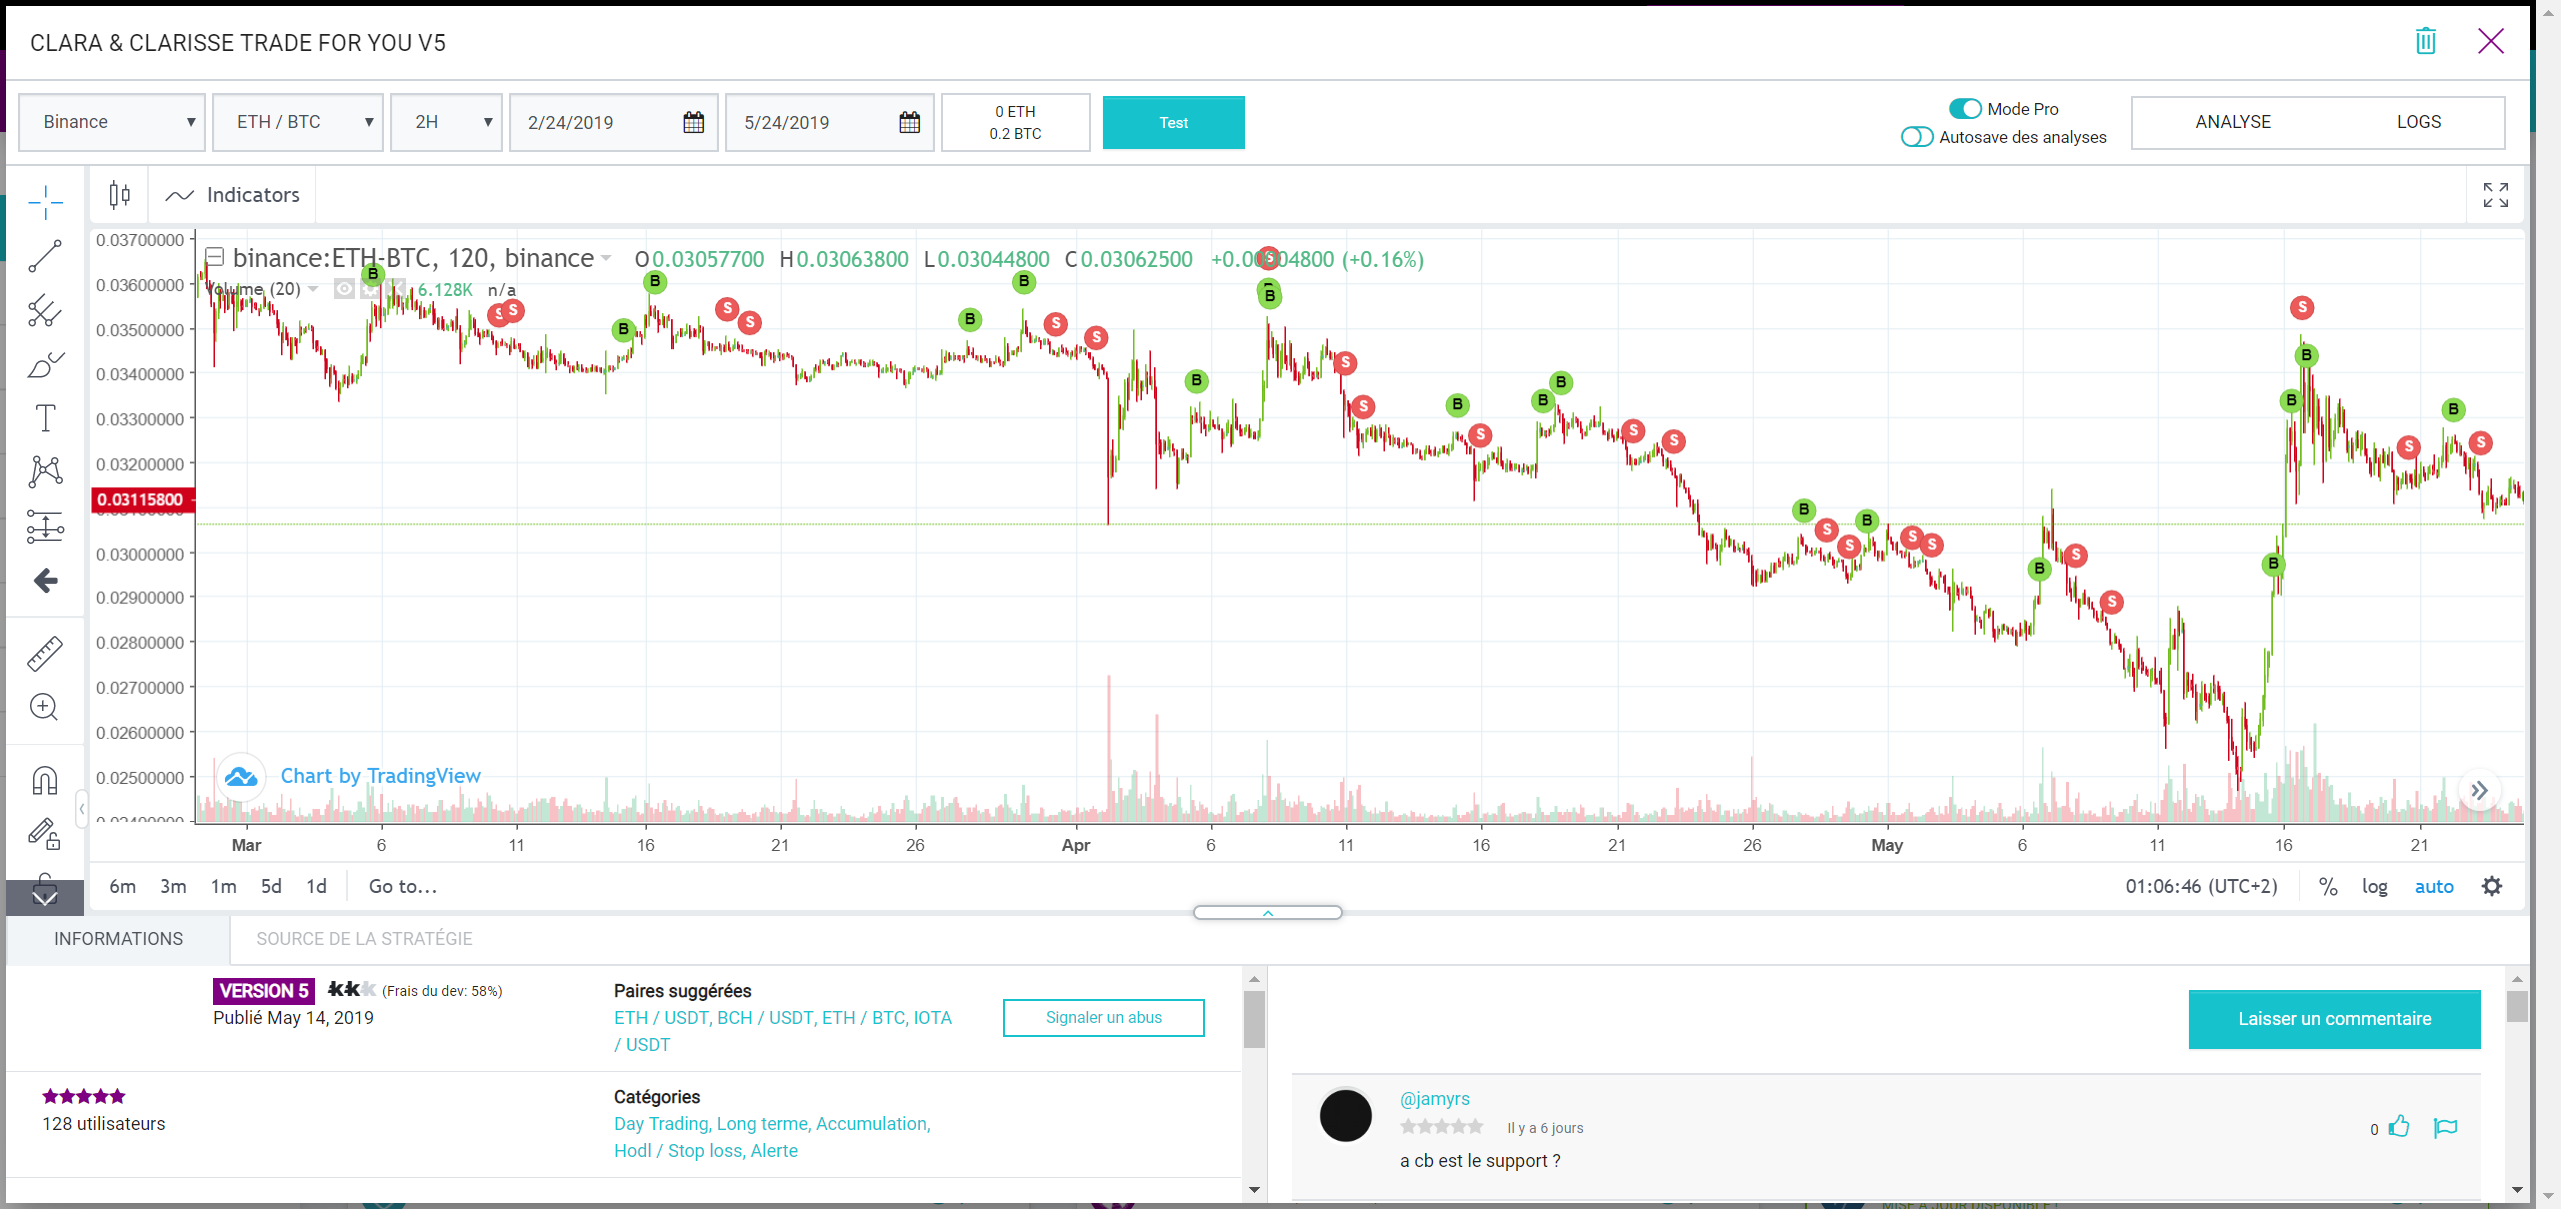 CLARA & CLARISSE TRADE FOR YOU V5
Binance ▼ ETH / BTC ▼ 2H ▼ 2/24/2019 5/24/2019
0 ETH
0.2 BTC
Test
Mode Pro
Autosave des analyses
ANALYSE LOGS
Indicators
binance:ETH-BTC, 120, binance O0.03057700 H0.03063800 L0.03044800 C0.03062500 (+0.16%)
Volume (20) 6.128K n/a
0.03700000
0.03600000
0.03500000
0.03400000
0.03300000
0.03200000
0.03115800
0.03000000
0.02900000
0.02800000
0.02700000
0.02600000
0.02500000
0.02400000
B S S B B S S B B S S B S B S S B S B B S S B S S B S S B S S B B S B S B S
Chart by TradingView
Mar 6 11 16 21 26 Apr 6 11 16 21 26 May 6 11 16 21
6m 3m 1m 5d 1d Go to...
01:06:46 (UTC+2) % log auto
INFORMATIONS SOURCE DE LA STRATÉGIE
VERSION 5 (Frais du dev: 58%)
Publié May 14, 2019
Paires suggérées
ETH / USDT, BCH / USDT, ETH / BTC, IOTA
/ USDT
Signaler un abus
128 utilisateurs
Catégories
Day Trading, Long terme, Accumulation,
Hodl / Stop loss, Alerte
Laisser un commentaire
@jamyrs
Il y a 6 jours
a cb est le support ?
0
MISE À JOUR DISPONIBLE !